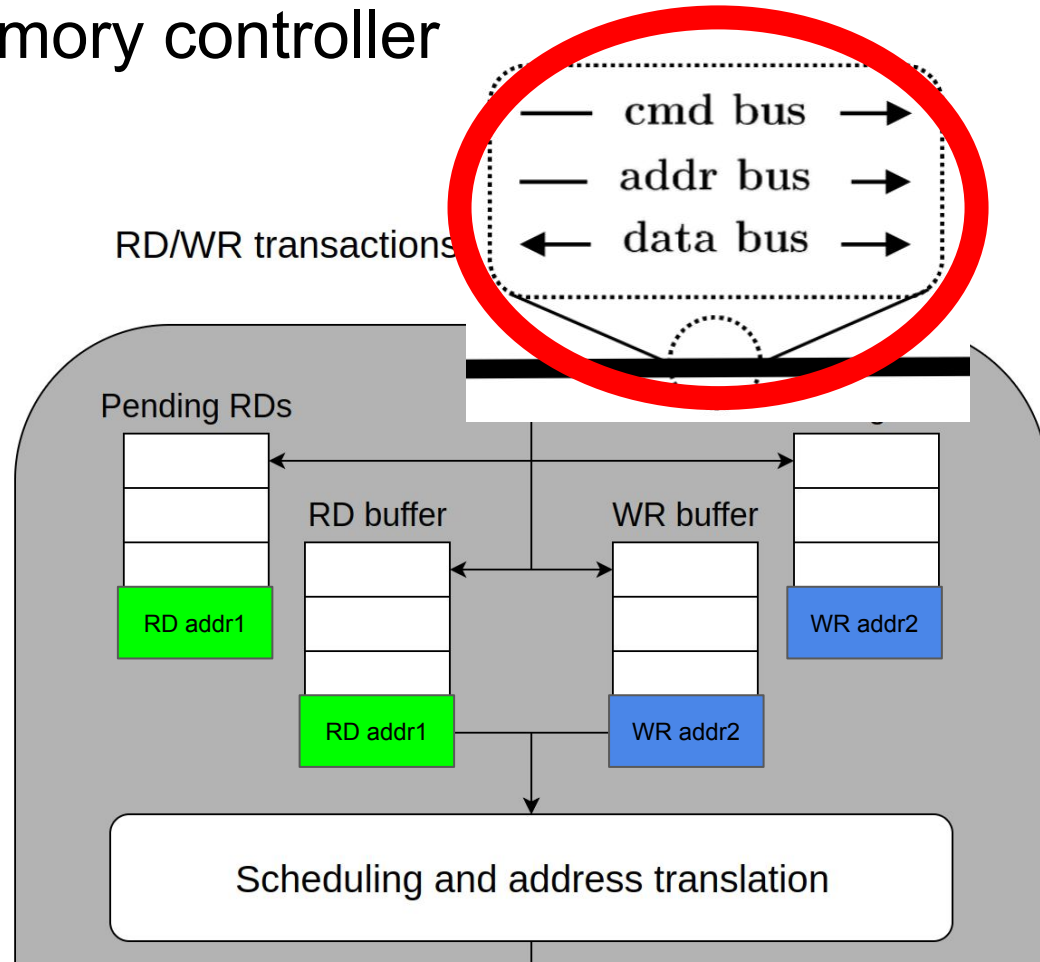 mory controller
cmd bus
addr bus
data bus
RD/WR transactions
Pending RDs
RD buffer
WR buffer
RD addr1
WR addr2
RD addr1
WR addr2
Scheduling and address translation